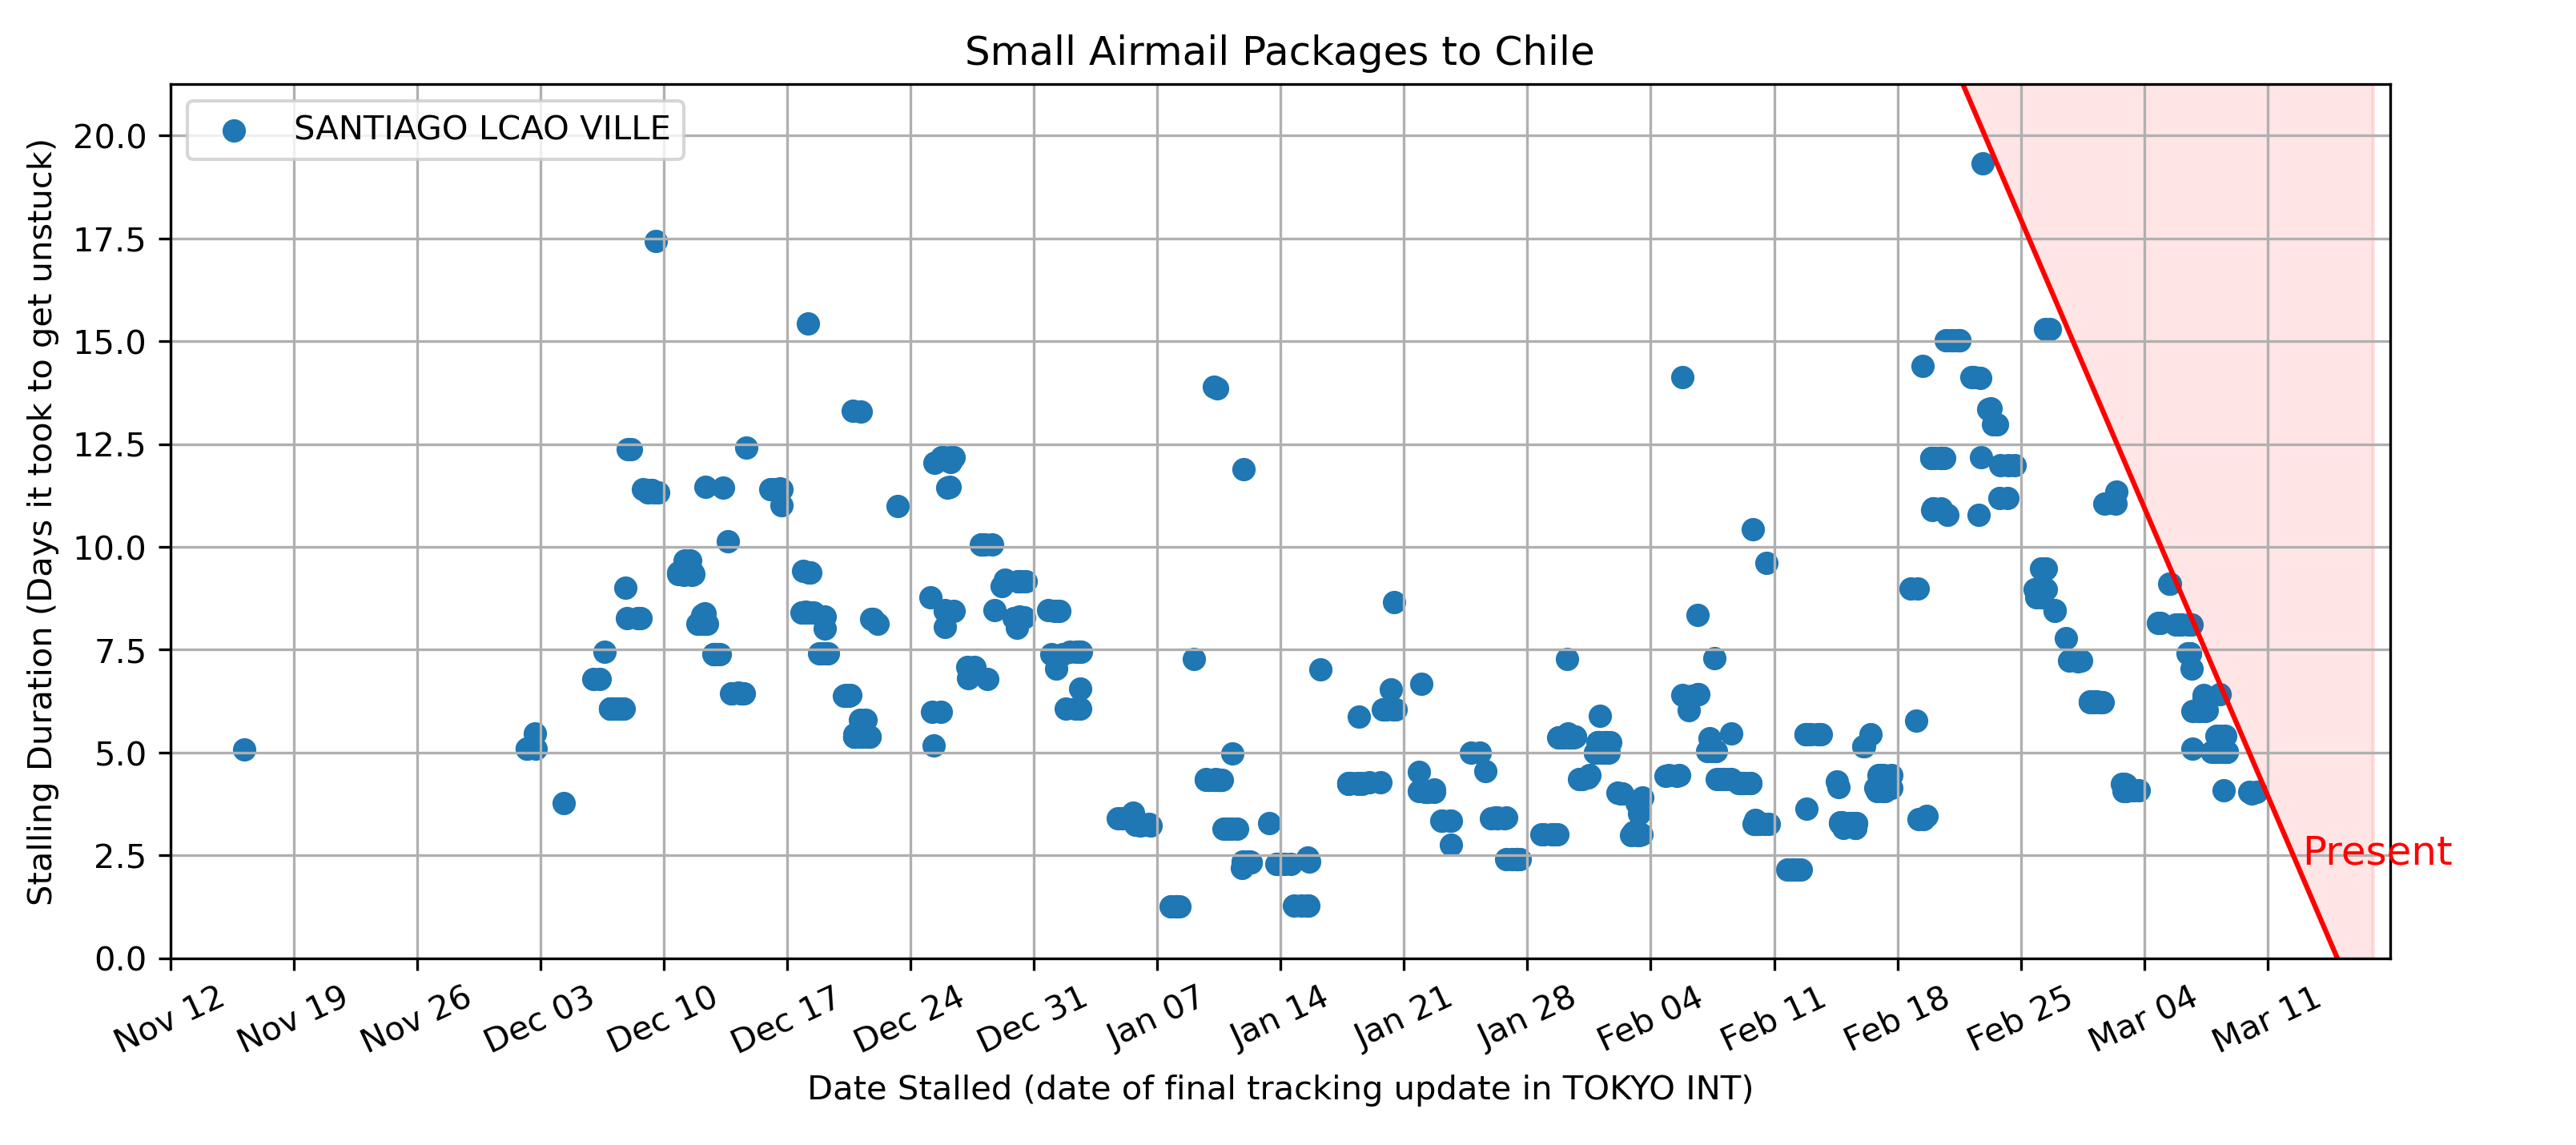 Small Airmail Packages to Chile
SANTIAGO LCAO VILLE
Stalling Duration (Days it took to get unstuck)
20.0
17.5
15.0
12.5
10.0
7.5
5.0
2.5
0.0
Present
Nov 12
Nov 19
Nov 26
Dec 03
Dec 10
Dec 17
Dec 24
Dec 31
Jan 07
Jan 14
Jan 21
Jan 28
Feb 04
Feb 11
Feb 18
Feb 25
Mar 04
Mar 11
Date Stalled (date of final tracking update in TOKYO INT)